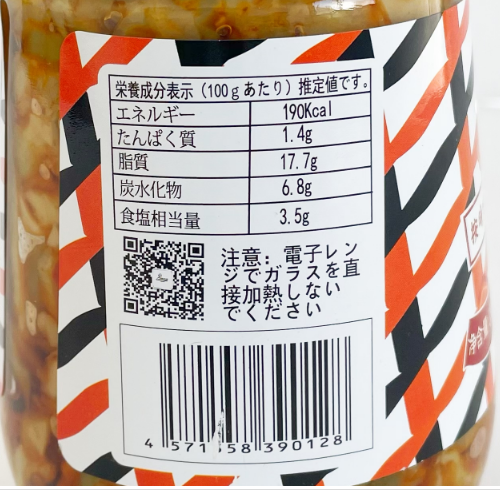 栄養成分表示(100gあたり)推定値です。
エネルギー 190Kcal
たんぱく質 1.4g
脂質 17.7g
炭水化物 6.8g
食塩相当量 3.5g
注意: 電子レン
ジでガラスを直
接加熱しない
でください
4 571358 390128
净含